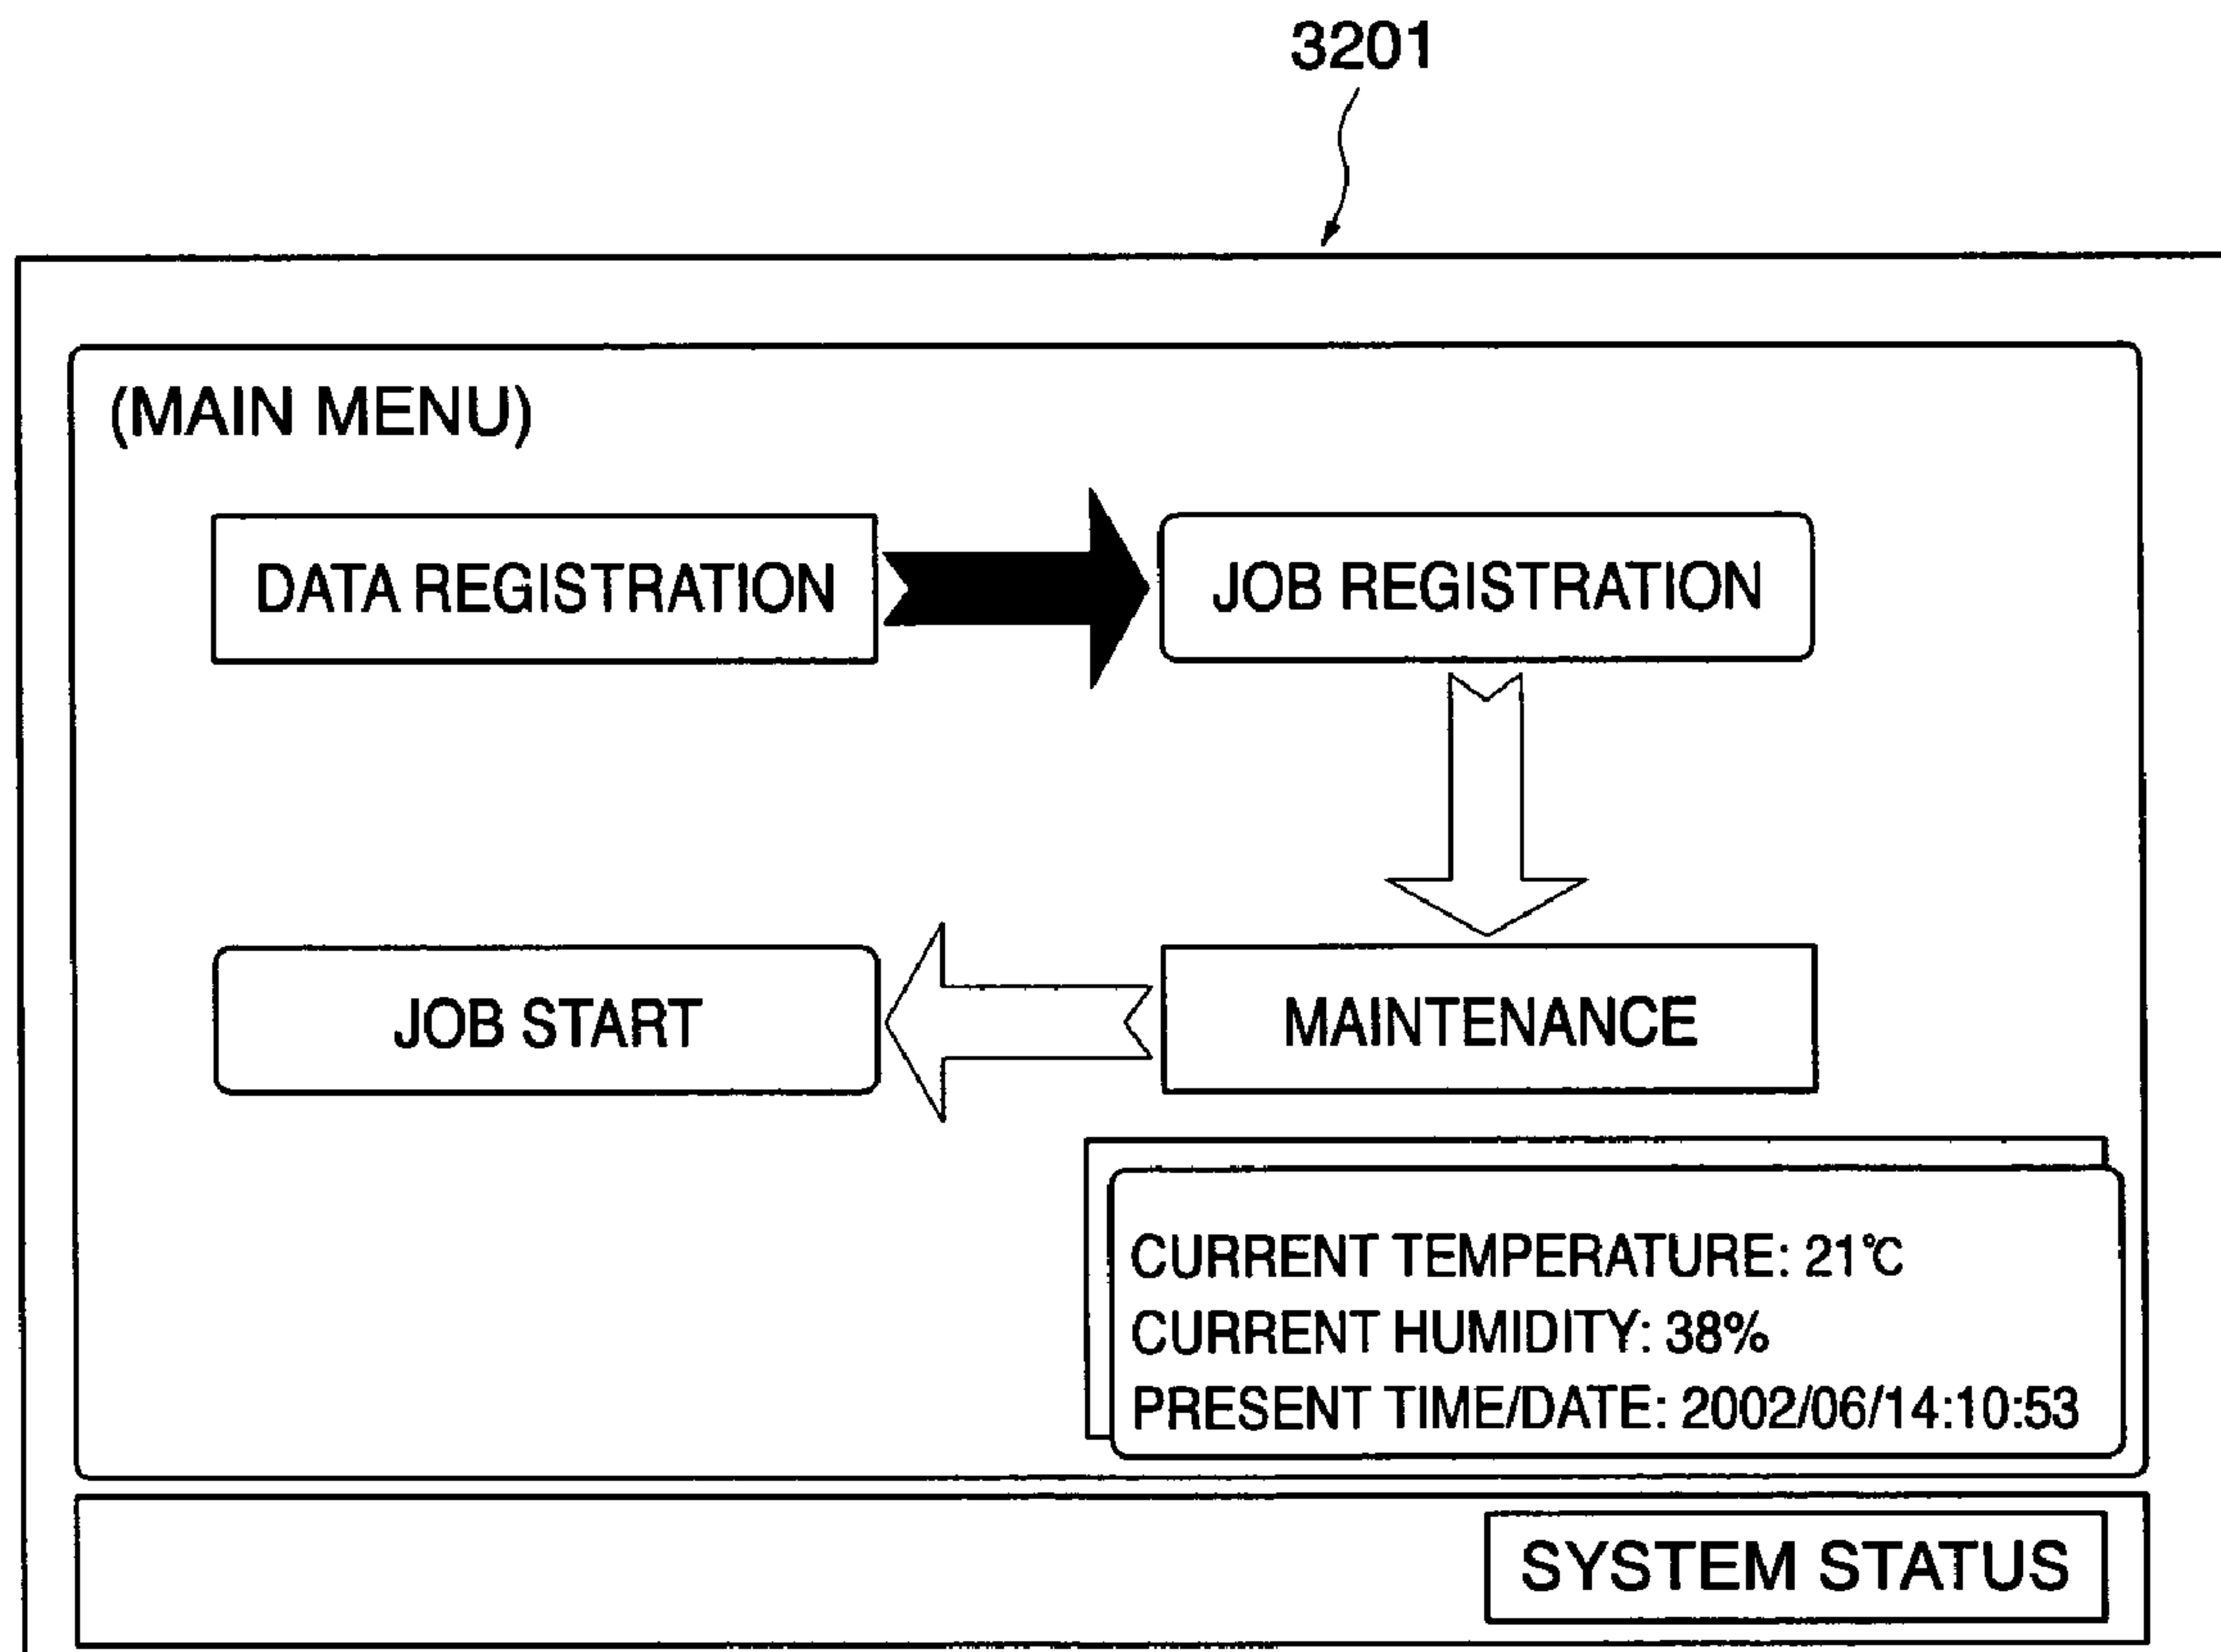 3201
(MAIN MENU)
DATA REGISTRATION
JOB REGISTRATION
JOB START
MAINTENANCE
CURRENT TEMPERATURE: 21℃
CURRENT HUMIDITY: 38%
PRESENT TIME/DATE: 2002/06/14:10:53
SYSTEM STATUS